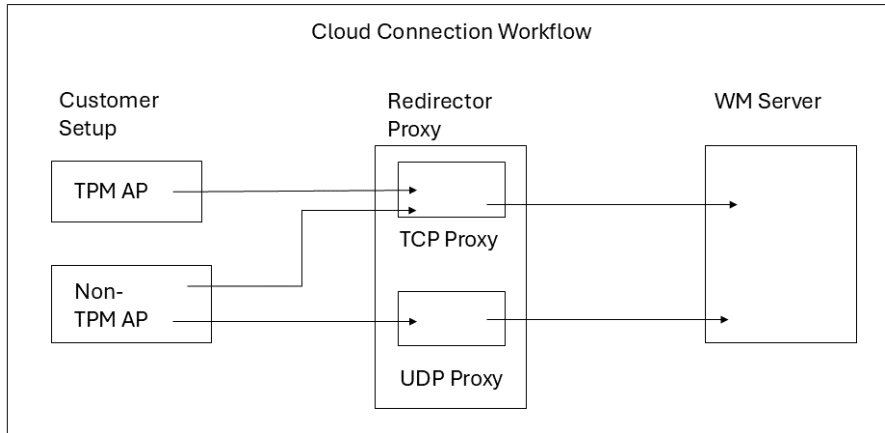 Cloud Connection Workflow
Customer
Setup
Redirector
Proxy
WM Server
TPM AP
TCP Proxy
Non-
TPM AP
UDP Proxy